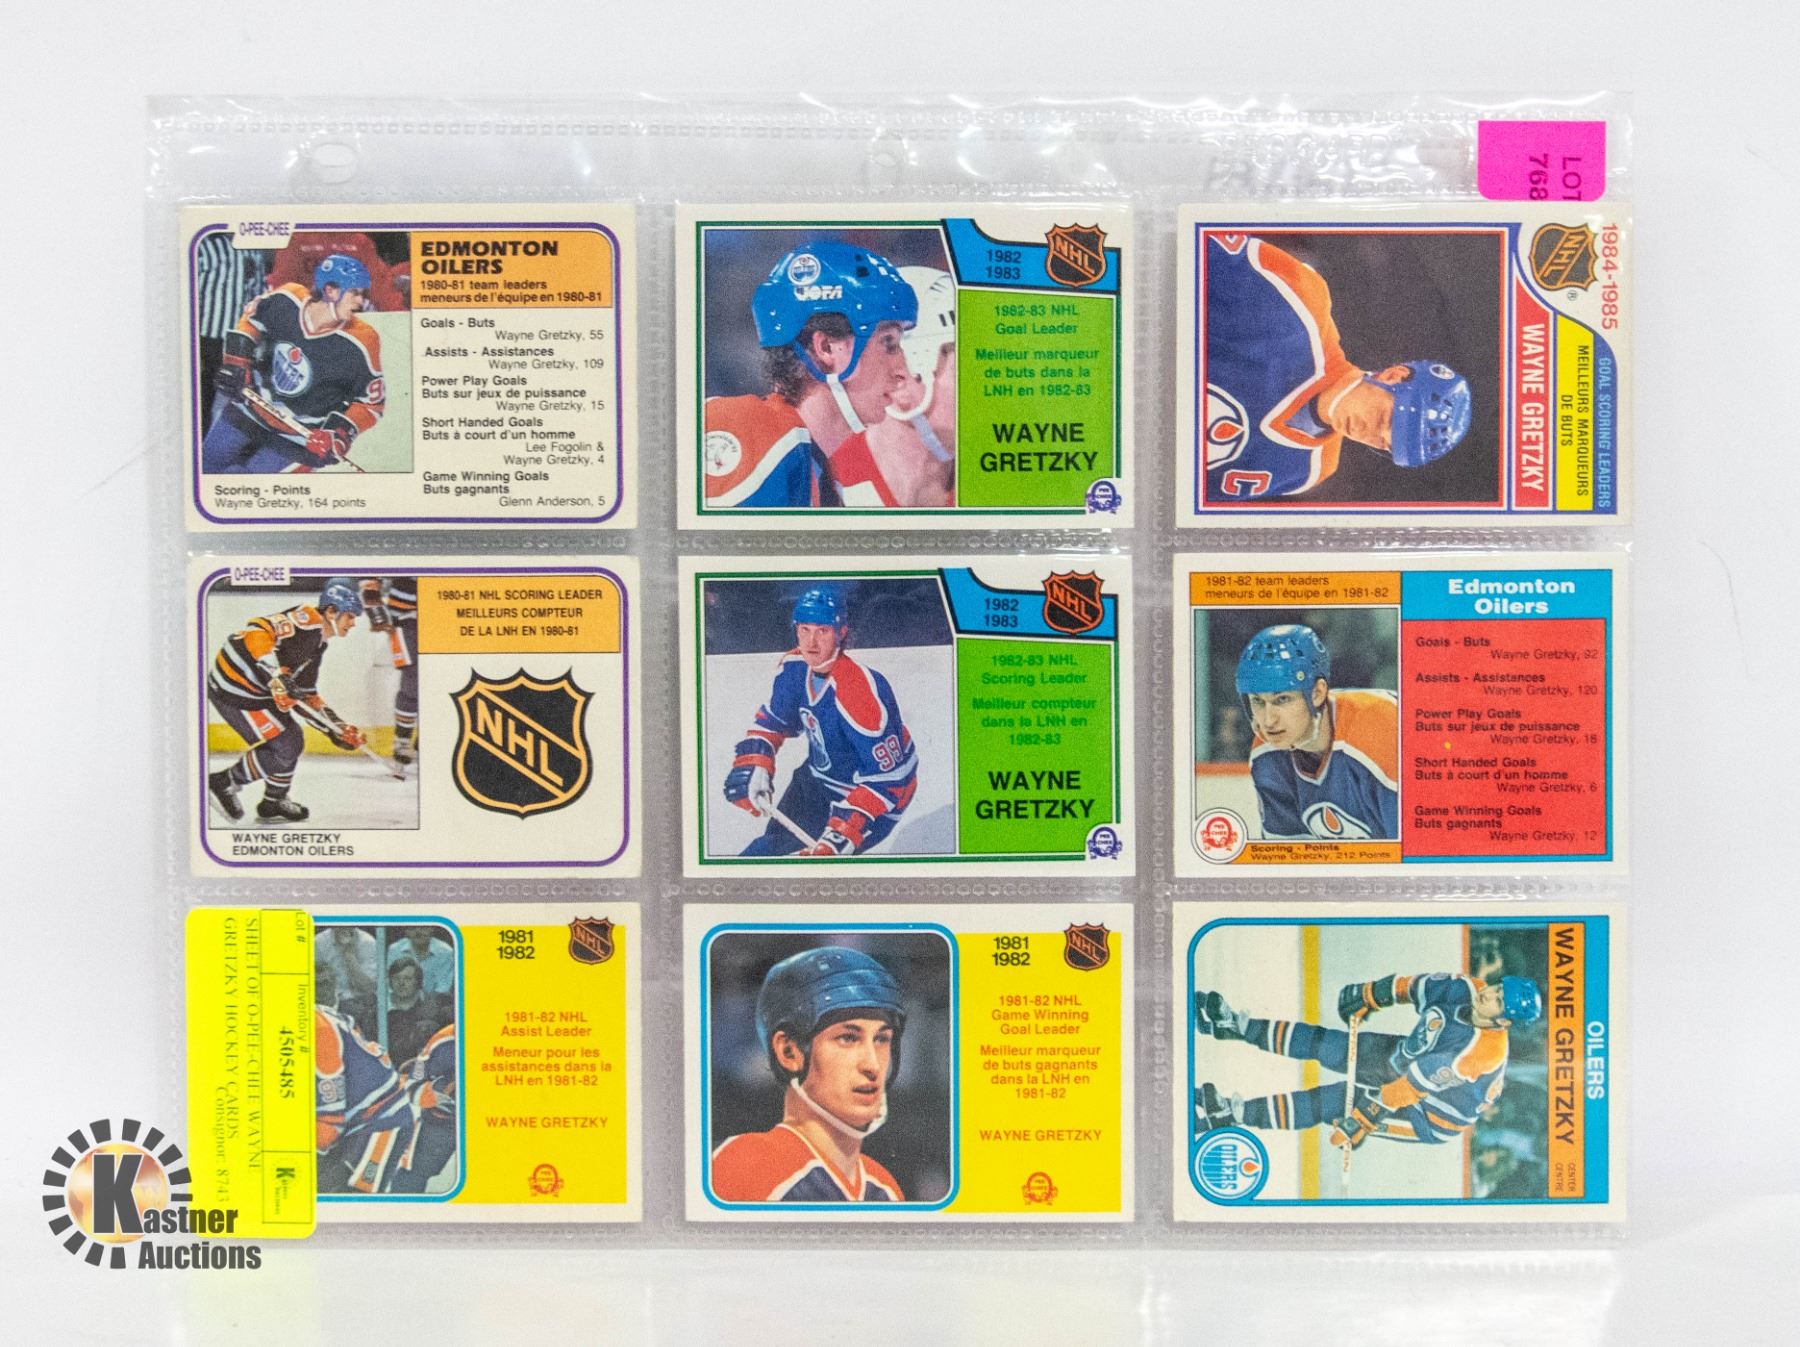 LOT
768
O-PEE-CHEE
EDMONTON
OILERS
1980-81 team leaders
meneurs de l'équipe en 1980-81
Goals - Buts
Wayne Gretzky, 55
Assists - Assistances
Wayne Gretzky, 109
Power Play Goals
Buts sur jeux de puissance
Wayne Gretzky, 15
Short Handed Goals
Buts à court d'un homme
Lee Fogolin &
Wayne Gretzky, 4
Game Winning Goals
Buts gagnants
Glenn Anderson, 5
Scoring - Points
Wayne Gretzky, 164 points
TITAN
JOFA
1982
1983
NHL
1982-83 NHL
Goal Leader
Meilleur marqueur
de buts dans la
LNH en 1982-83
WAYNE
GRETZKY
1984-1985
NHL
GOAL SCORING LEADERS
MEILLEURS MARQUEURS
DE BUTS
WAYNE GRETZKY
C
O-PEE-CHEE
1980-81 NHL SCORING LEADER
MEILLEURS COMPTEUR
DE LA LNH EN 1980-81
NHL
99
WAYNE GRETZKY
EDMONTON OILERS
1982
1983
NHL
1982-83 NHL
Scoring Leader
Meilleur compteur
dans la LNH en
1982-83
WAYNE
GRETZKY
99
1981-82 team leaders
meneurs de l'équipe en 1981-82
Edmonton
Oilers
Goals - Buts
Wayne Gretzky, 92
Assists - Assistances
Wayne Gretzky, 120
Power Play Goals
Buts sur jeux de puissance
Wayne Gretzky, 18
Short Handed Goals
Buts à court d'un homme
Wayne Gretzky, 6
Game Winning Goals
Buts gagnants
Wayne Gretzky, 12
Scoring - Points
Wayne Gretzky, 212 Points
Lot #
Inventory #
4505485
SHEET OF O-PEE-CHEE WAYNE
GRETZKY HOCKEY CARDS
Consignor: 8743
1981
1982
NHL
1981-82 NHL
Assist Leader
Meneur pour les
assistances dans la
LNH en 1981-82
WAYNE GRETZKY
1981
1982
NHL
1981-82 NHL
Game Winning
Goal Leader
Meilleur marqueur
de buts gagnants
dans la LNH en
1981-82
WAYNE GRETZKY
OILERS
WAYNE GRETZKY
CENTER
CENTRE
OILERS
Kastner
Auctions